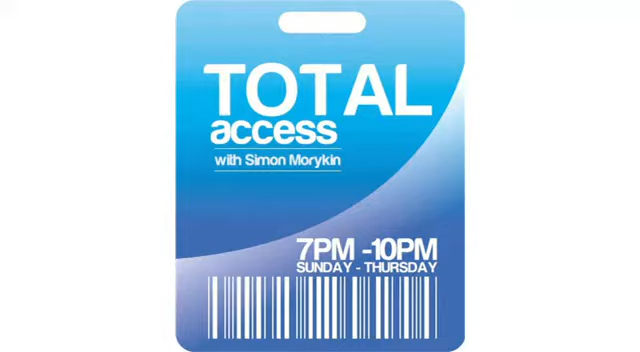 TOTAL
access
with Simon Morykin
7PM -10PM
SUNDAY - THURSDAY